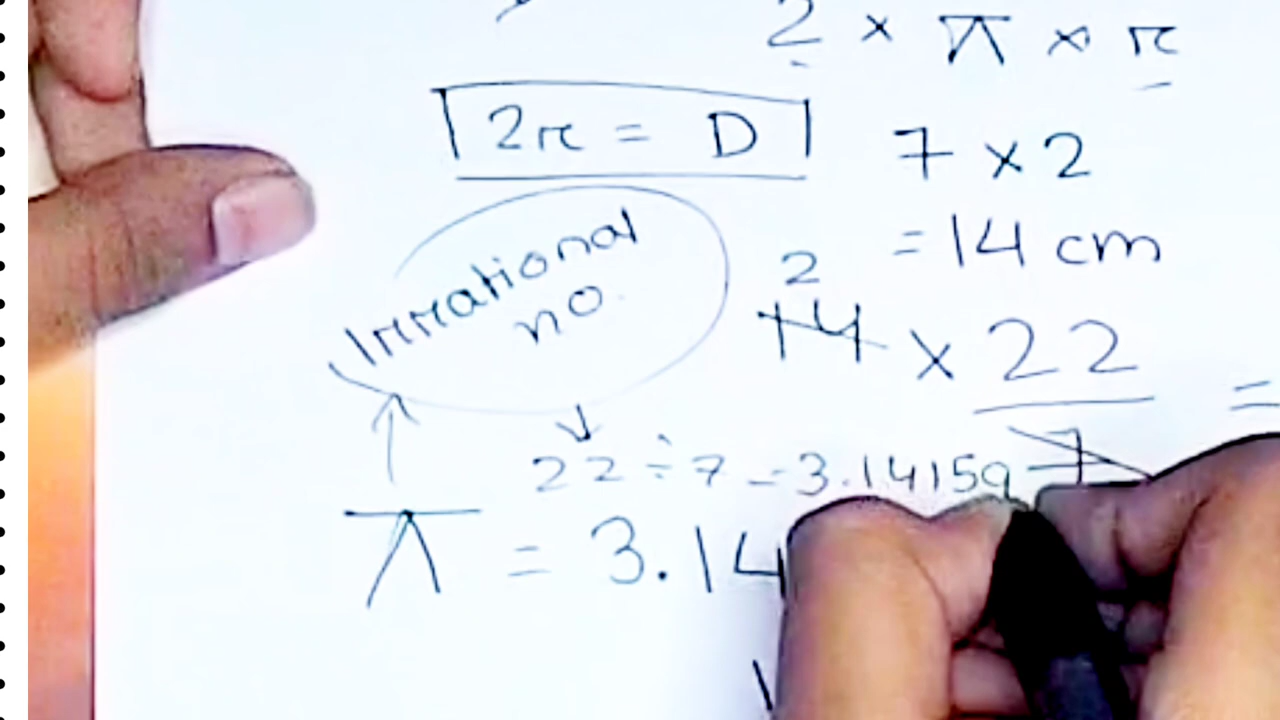 2 × π × r
2r = D
7 × 2
= 14 cm
Irrational
no.
2
14 × 22
=
7
22 ÷ 7 = 3.14159
π = 3.14